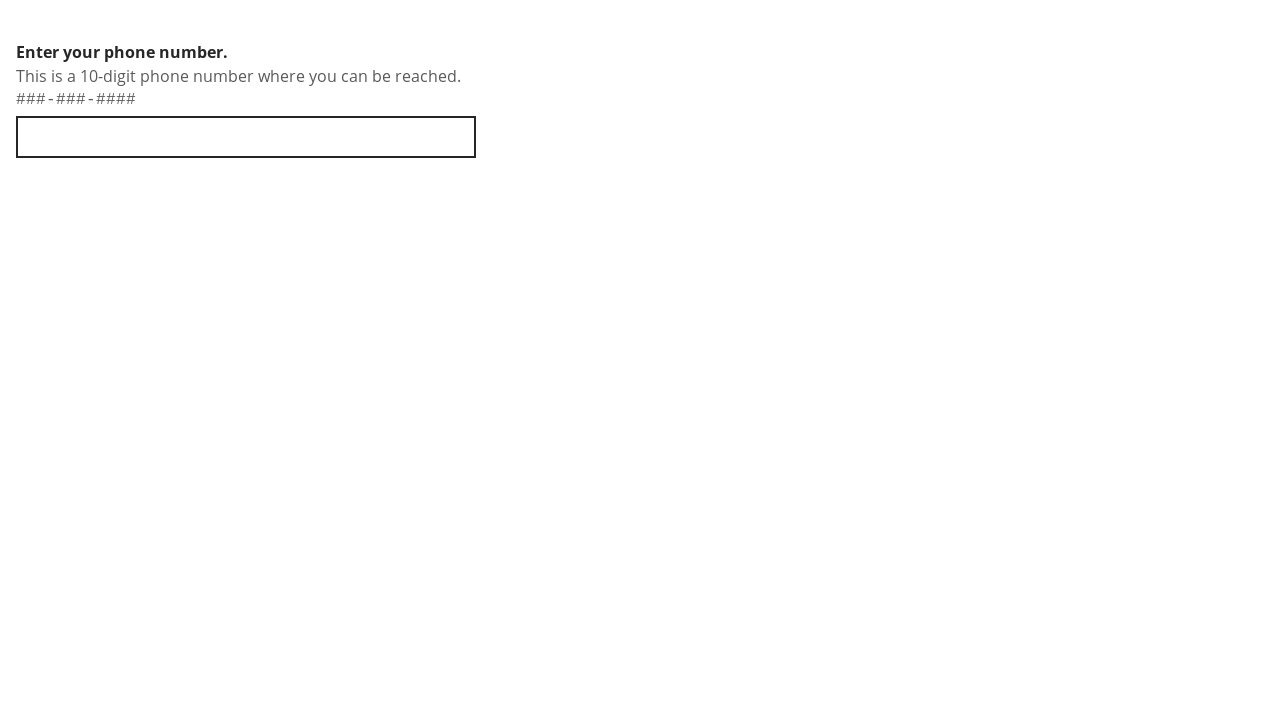 Enter your phone number.
This is a 10-digit phone number where you can be reached.
###-###-####